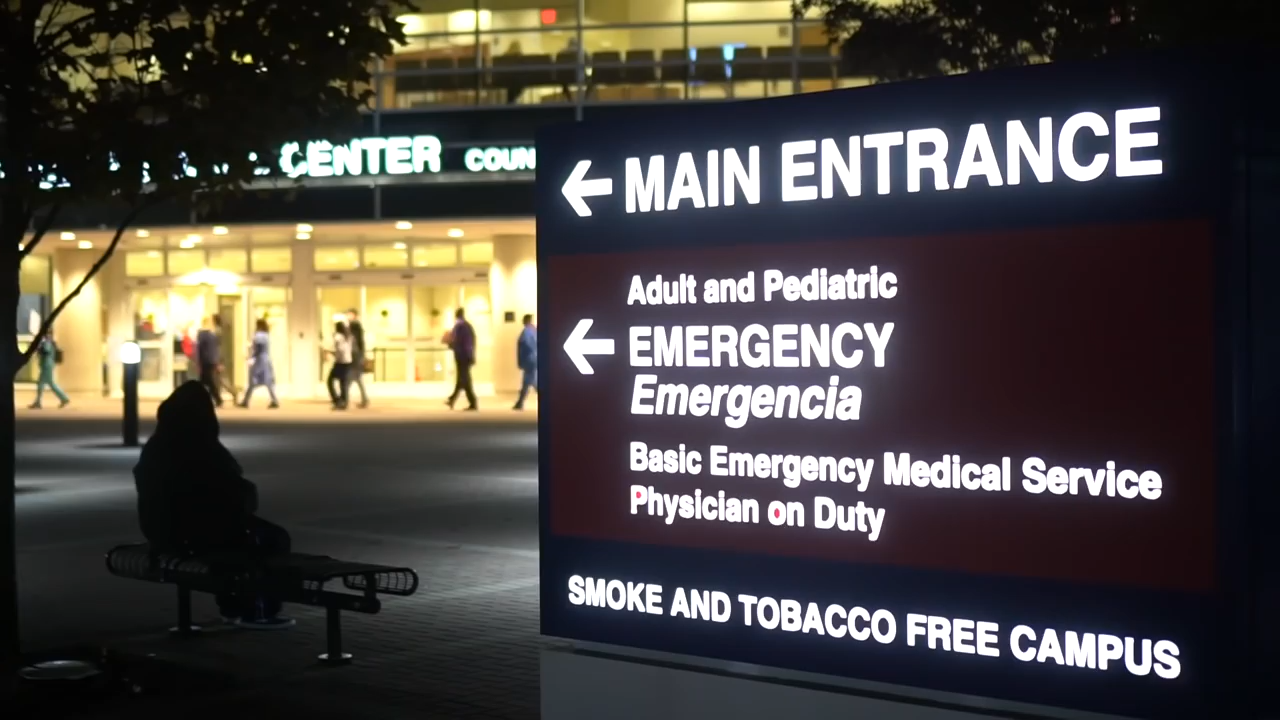 CENTER COUN
← MAIN ENTRANCE
Adult and Pediatric
← EMERGENCY
Emergencia
Basic Emergency Medical Service
Physician on Duty
SMOKE AND TOBACCO FREE CAMPUS